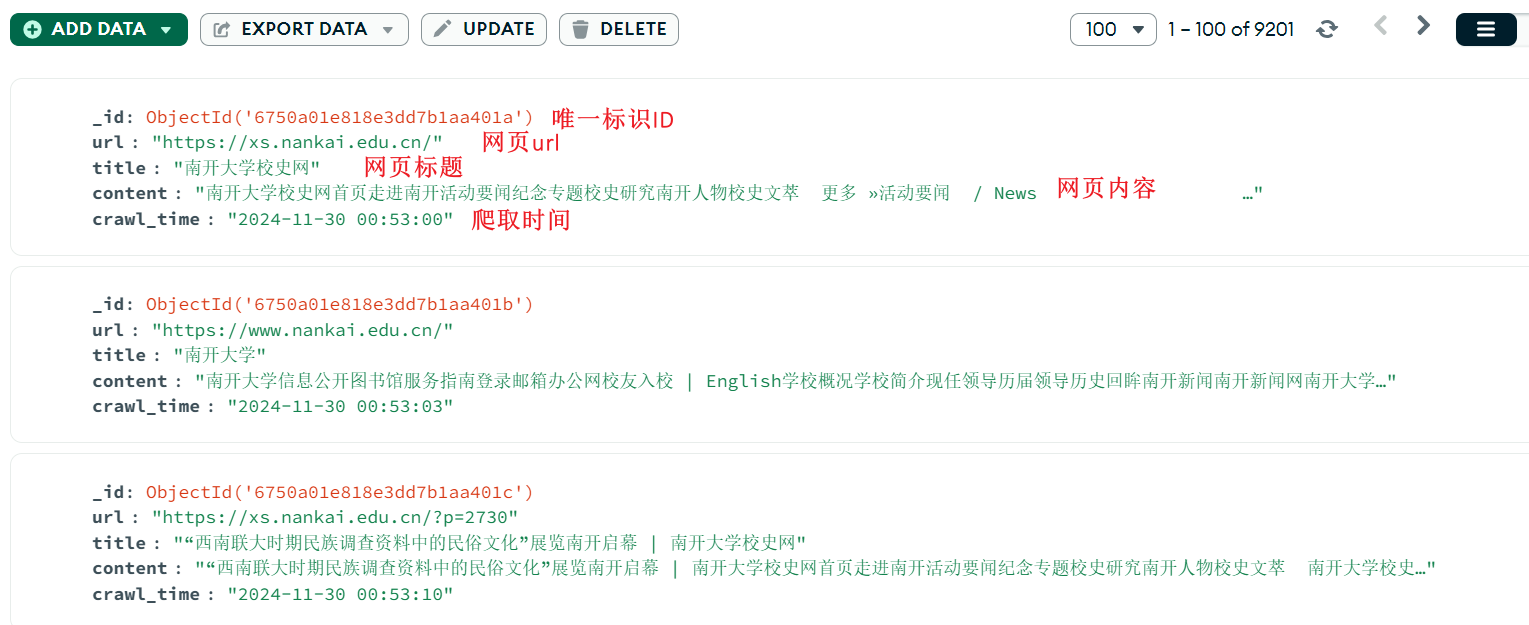 ADD DATA EXPORT DATA UPDATE DELETE 100 1 – 100 of 9201
_id: ObjectId('6750a01e818e3dd7b1aa401a') 唯一标识ID
url : "https://xs.nankai.edu.cn/" 网页url
title : "南开大学校史网" 网页标题
content : "南开大学校史网首页走进南开活动要闻纪念专题校史研究南开人物校史文萃 更多 »活动要闻 / News 网页内容 …"
crawl_time : "2024-11-30 00:53:00" 爬取时间
_id: ObjectId('6750a01e818e3dd7b1aa401b')
url : "https://www.nankai.edu.cn/"
title : "南开大学"
content : "南开大学信息公开图书馆服务指南登录邮箱办公网校友入校 | English学校概况学校简介现任领导历届领导历史回眸南开新闻南开新闻网南开大学…"
crawl_time : "2024-11-30 00:53:03"
_id: ObjectId('6750a01e818e3dd7b1aa401c')
url : "https://xs.nankai.edu.cn/?p=2730"
title : "“西南联大时期民族调查资料中的民俗文化”展览南开启幕 | 南开大学校史网"
content : "“西南联大时期民族调查资料中的民俗文化”展览南开启幕 | 南开大学校史网首页走进南开活动要闻纪念专题校史研究南开人物校史文萃 南开大学校史…"
crawl_time : "2024-11-30 00:53:10"